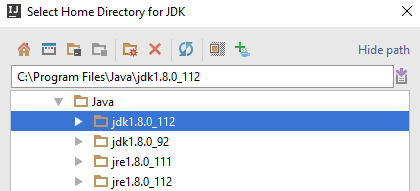 Select Home Directory for JDK
Hide path
C:\Program Files\Java\jdk1.8.0_112
Java
jdk1.8.0_112
jdk1.8.0_92
jre1.8.0_111
jre1.8.0_112